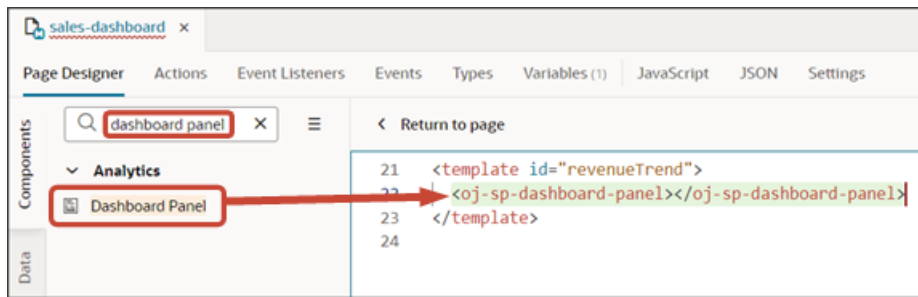 sales-dashboard ×
Page Designer Actions Event Listeners Events Types Variables (1) JavaScript JSON Settings
Components
Data
dashboard panel ×
Analytics
Dashboard Panel
Return to page
21 <template id="revenueTrend">
22 <oj-sp-dashboard-panel></oj-sp-dashboard-panel>
23 </template>
24